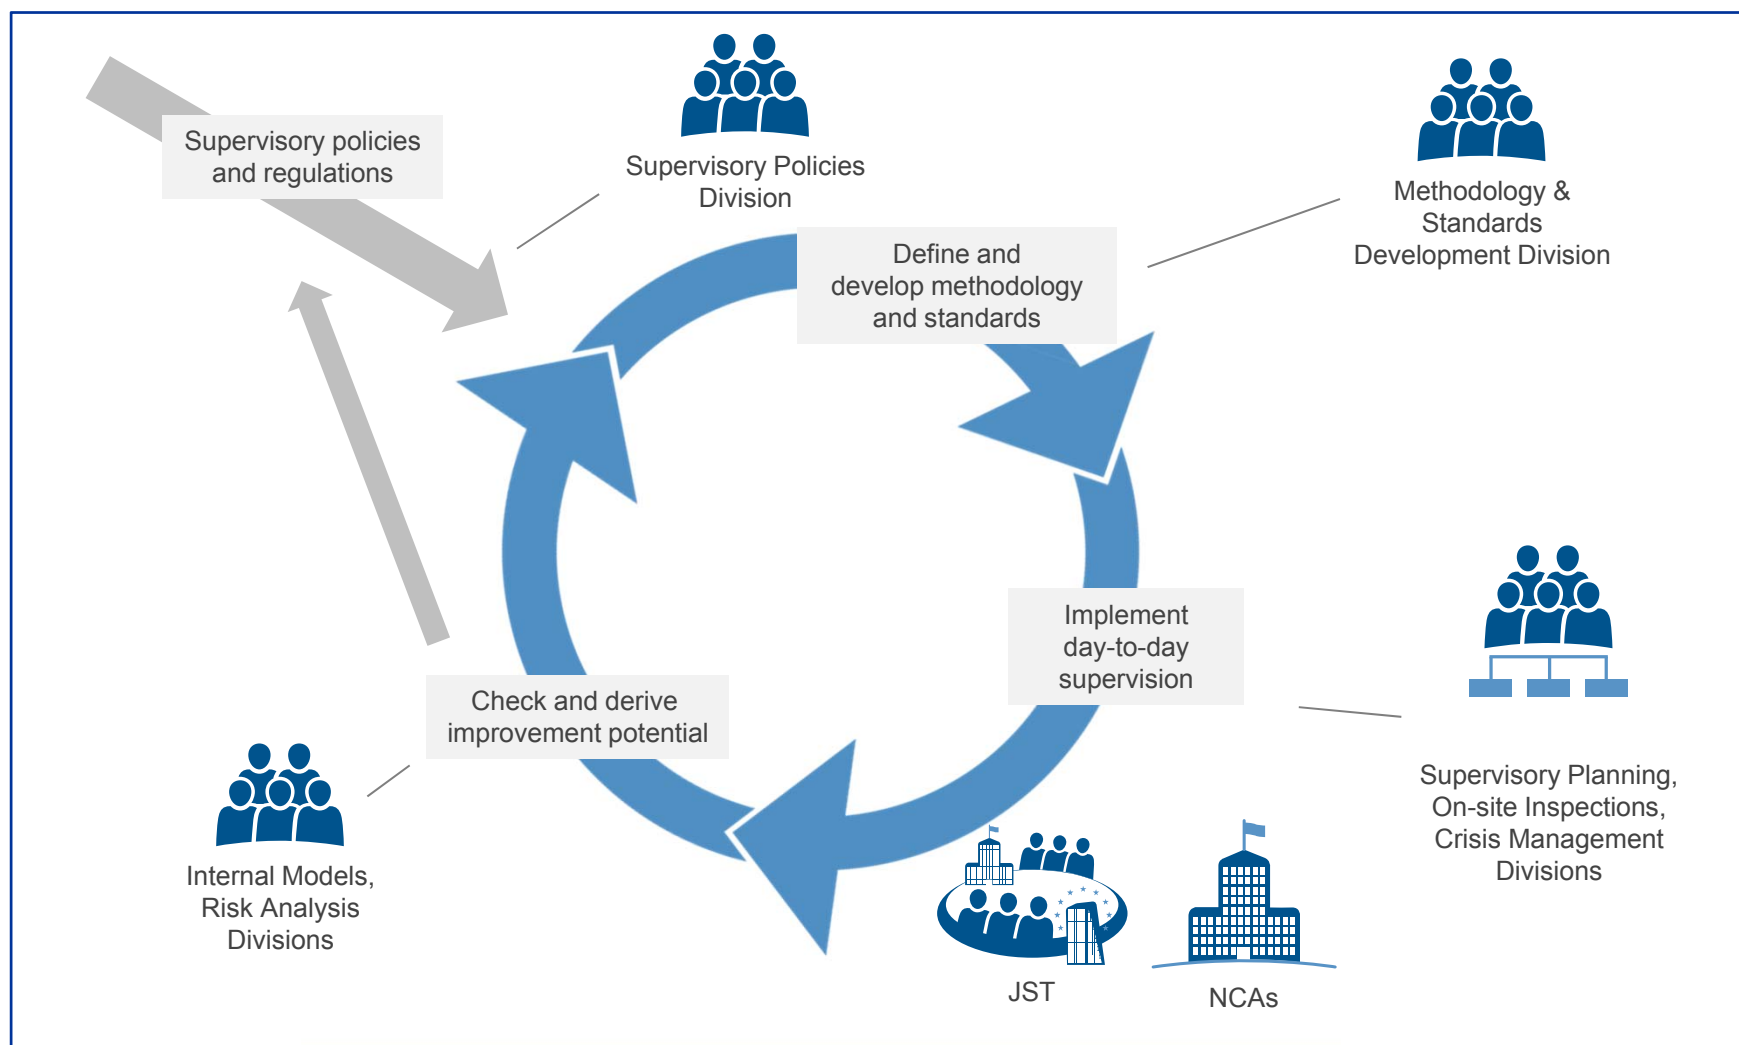 Supervisory policies
and regulations
Supervisory Policies
Division
Methodology &
Standards
Development Division
Define and
develop methodology
and standards
Implement
day-to-day
supervision
Check and derive
improvement potential
Supervisory Planning,
On-site Inspections,
Crisis Management
Divisions
Internal Models,
Risk Analysis
Divisions
JST
NCAs